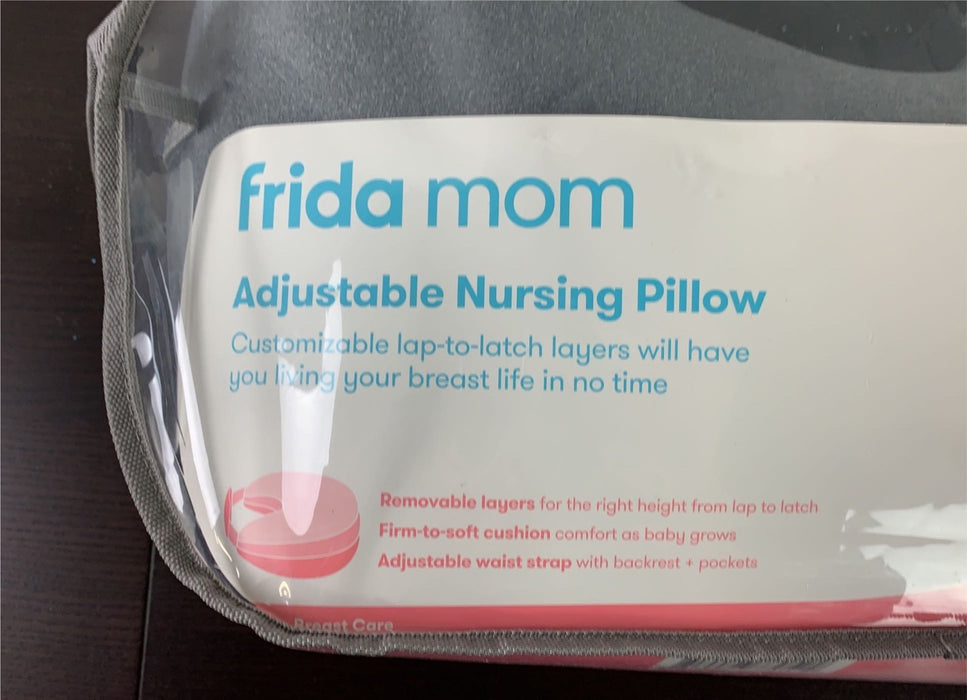 frida mom
Adjustable Nursing Pillow
Customizable lap-to-latch layers will have
you living your breast life in no time
Removable layers for the right height from lap to latch
Firm-to-soft cushion comfort as baby grows
Adjustable waist strap with backrest + pockets
Breast Care